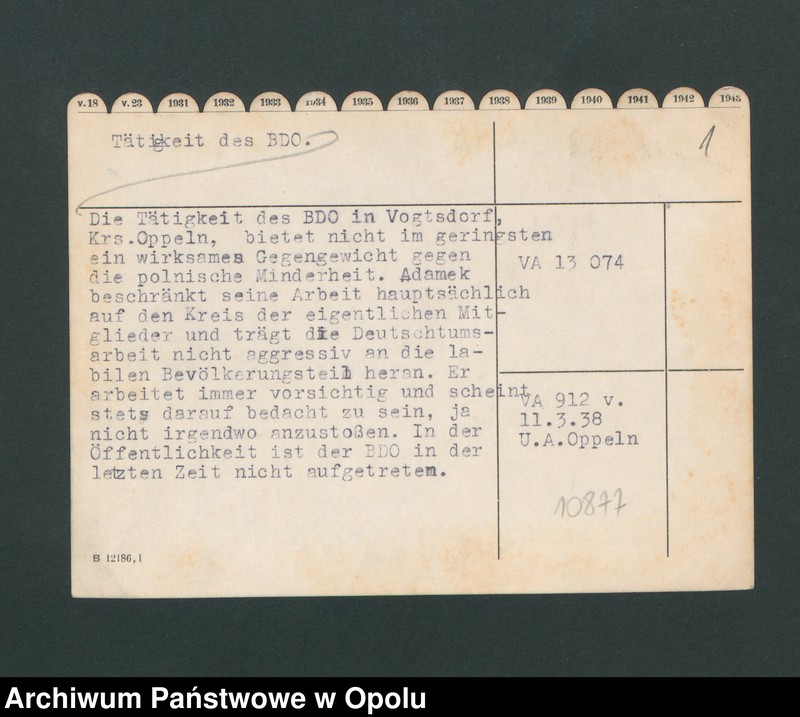 v.18 v.23 1931 1932 1933 1934 1935 1936 1937 1938 1939 1940 1941 1942 1943
Tätigkeit des BDO.
1
Die Tätigkeit des BDO in Vogtsdorf,
Krs.Oppeln, bietet nicht im geringsten
ein wirksames Gegengewicht gegen
die polnische Minderheit. Adamek
beschränkt seine Arbeit hauptsächlich
auf den Kreis der eigentlichen Mit-
glieder und trägt die Deutschtums-
arbeit nicht aggressiv an die la-
bilen Bevölkerungsteil heran. Er
arbeitet immer vorsichtig und scheint
stets darauf bedacht zu sein, ja
nicht irgendwo anzustoßen. In der
Öffentlichkeit ist der BDO in der
letzten Zeit nicht aufgetreten.
VA 13 074
VA 912 v.
11.3.38
U.A.Oppeln
10877
B 12186,1
Archiwum Państwowe w Opolu